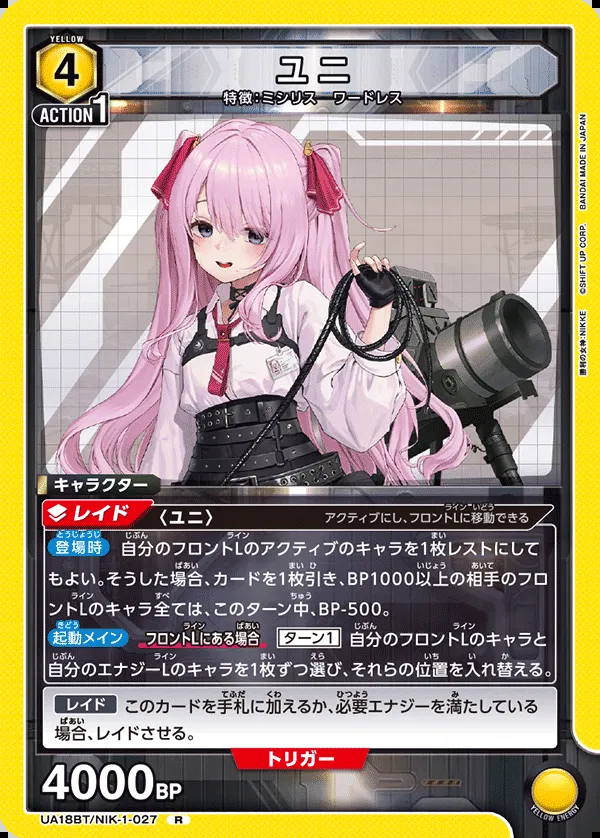 YELLOW
4
ACTION 1
ユニ
特徴:ミシリス ワードレス
勝利の女神:NIKKE ©SHIFT UP CORP. BANDAI MADE IN JAPAN
キャラクター
レイド 〈ユニ〉 アクティブにし、フロントLに移動できる
登場時 自分のフロントLのアクティブのキャラを1枚レストにして
もよい。そうした場合、カードを1枚引き、BP1000以上の相手のフロ
ントLのキャラ全ては、このターン中、BP-500。
起動メイン フロントLにある場合 ターン1 自分のフロントLのキャラと
自分のエナジーLのキャラを1枚ずつ選び、それらの位置を入れ替える。
レイド このカードを手札に加えるか、必要エナジーを満たしている
場合、レイドさせる。
トリガー
4000BP
UA18BT/NIK-1-027 R
YELLOW ENERGY